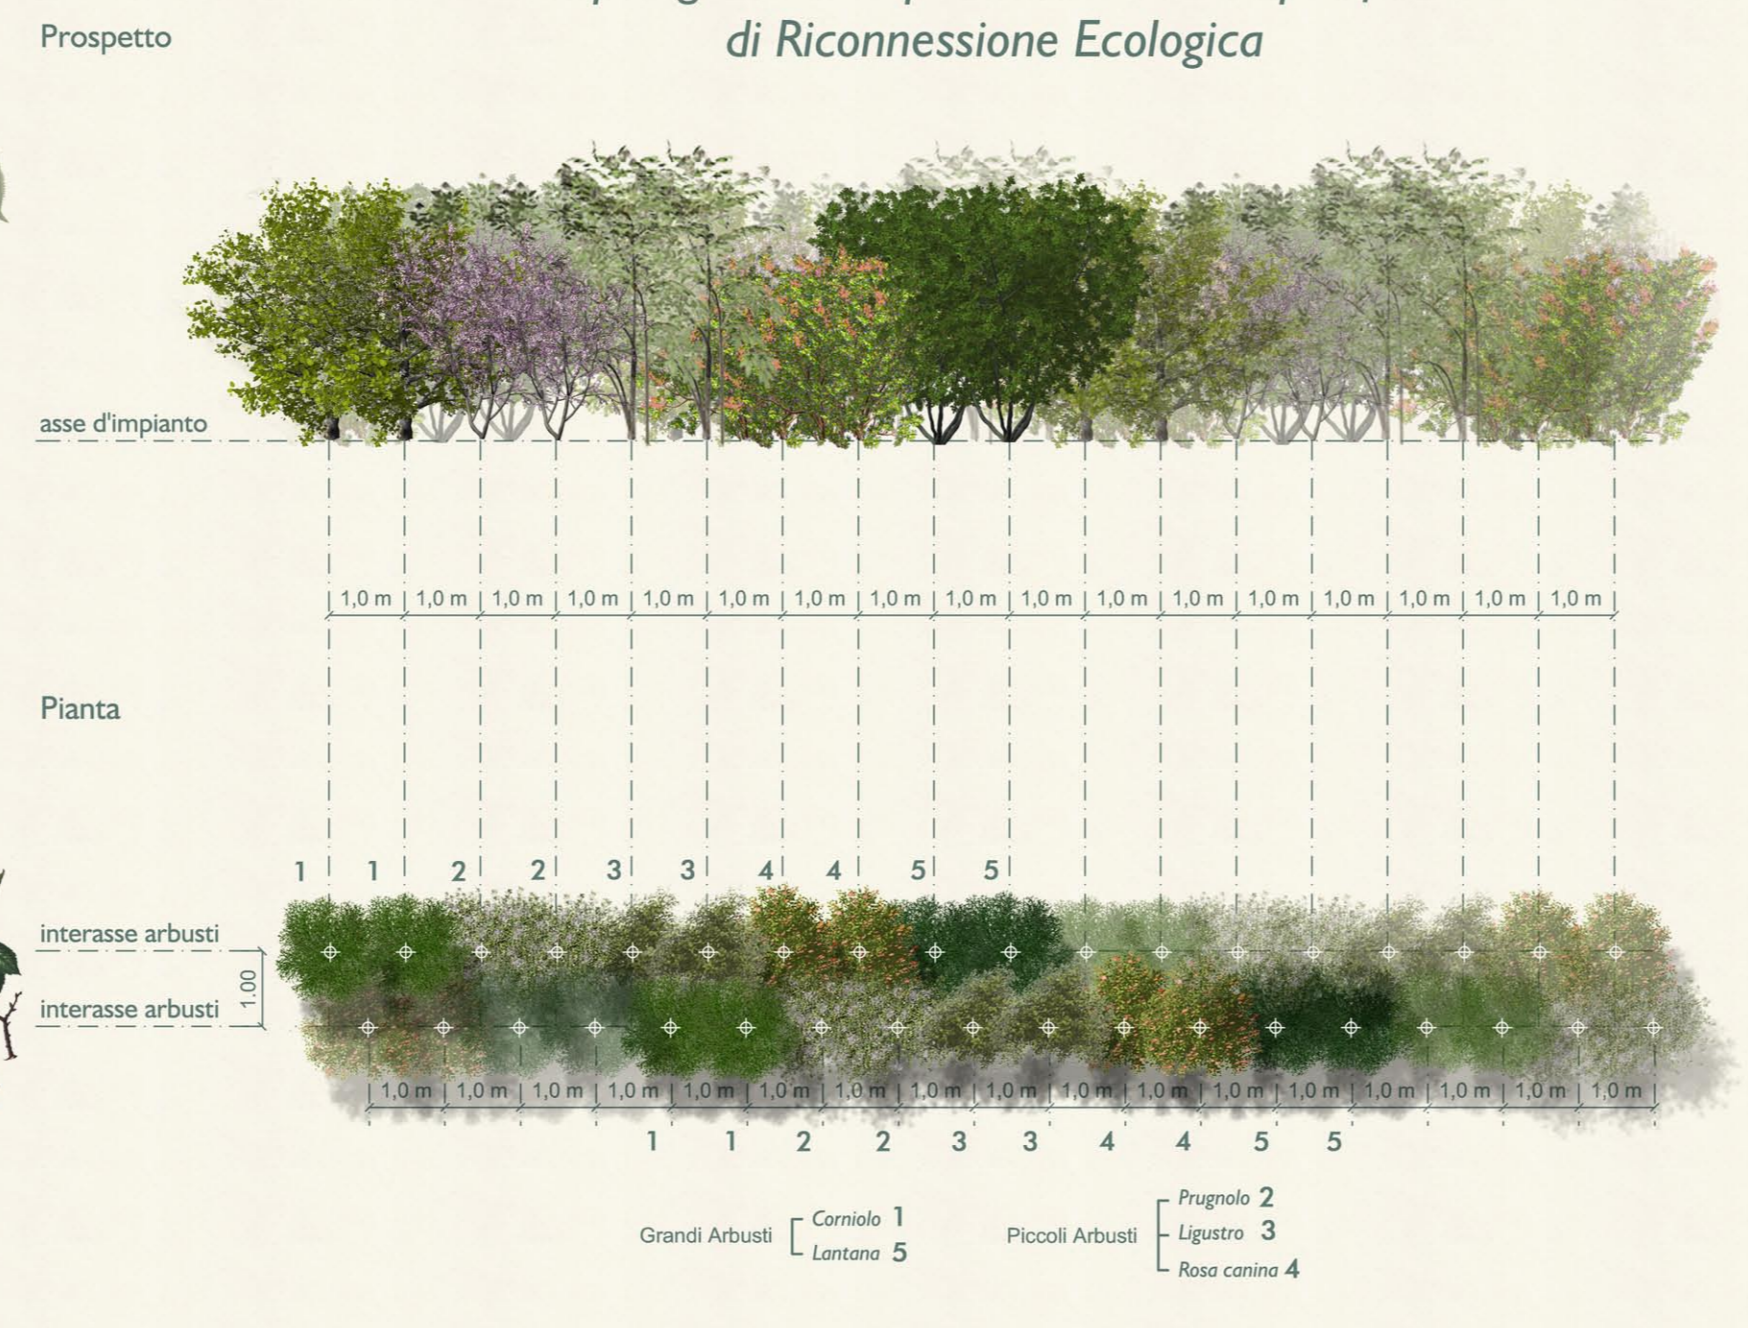 Prospetto
di Riconnessione Ecologica
asse d'impianto
1,0 m 1,0 m 1,0 m 1,0 m 1,0 m 1,0 m 1,0 m 1,0 m 1,0 m 1,0 m 1,0 m 1,0 m 1,0 m 1,0 m 1,0 m 1,0 m 1,0 m
Pianta
1 1 2 2 3 3 4 4 5 5
interasse arbusti
1.00
interasse arbusti
1,0 m 1,0 m 1,0 m 1,0 m 1,0 m 1,0 m 1,0 m 1,0 m 1,0 m 1,0 m 1,0 m 1,0 m 1,0 m 1,0 m 1,0 m 1,0 m 1,0 m
1 1 2 2 3 3 4 4 5 5
Grandi Arbusti
Corniolo 1
Lantana 5
Piccoli Arbusti
Prugnolo 2
Ligustro 3
Rosa canina 4